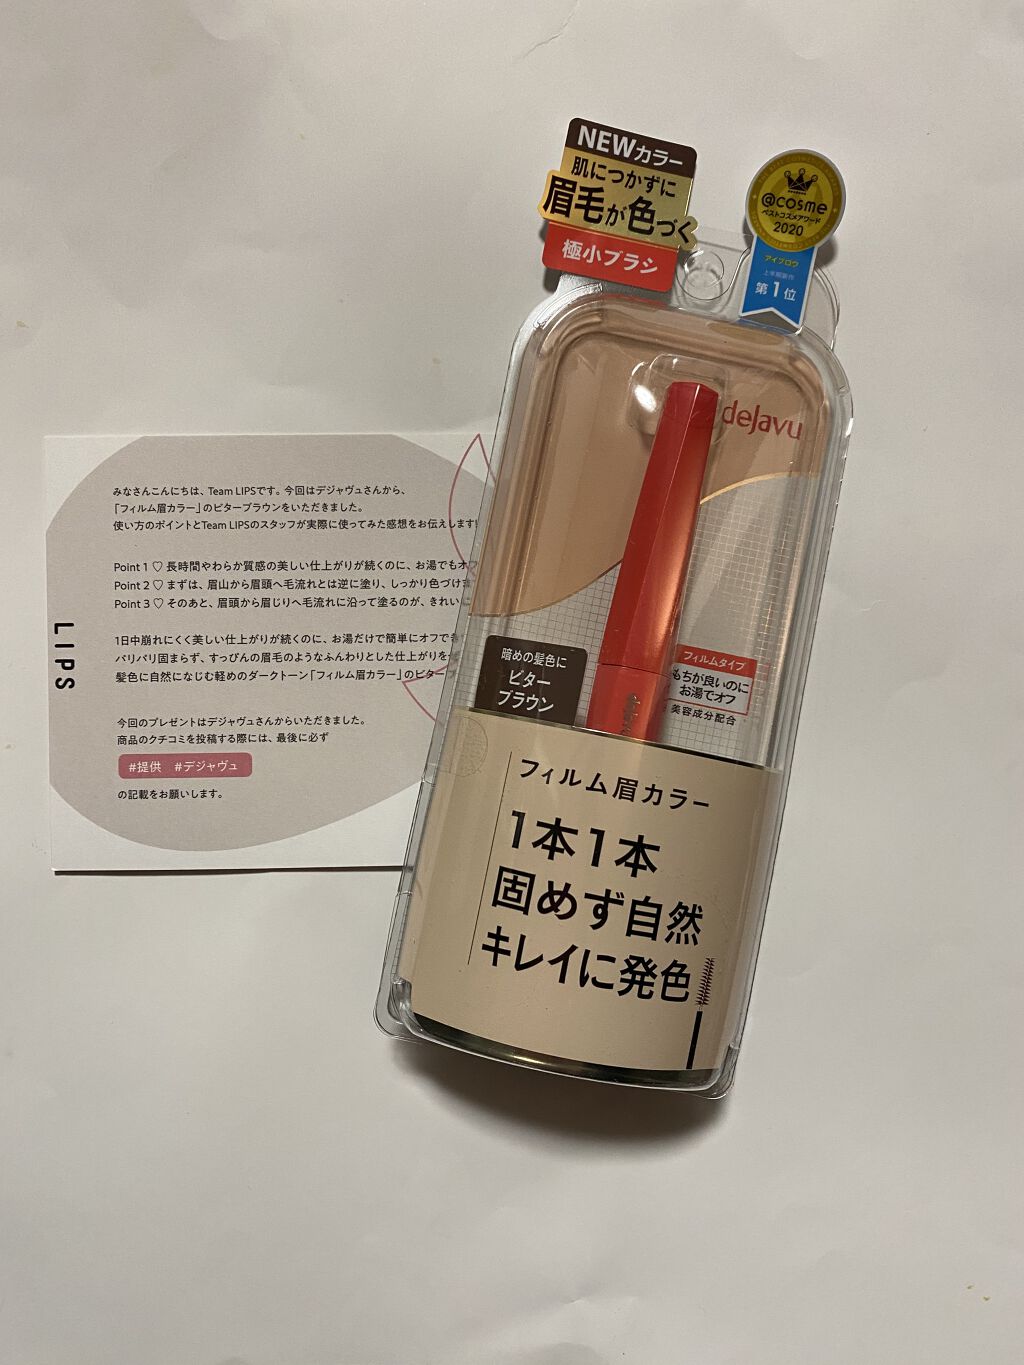 NEWカラー
肌につかずに
眉毛が色づく
極小ブラシ
@cosme
ベストコスメアワード
2020
アイブロウ
上半期新作
第1位
dejavu
みなさんこんにちは、Team LIPSです。今回はデジャヴュさんから、
「フィルム眉カラー」のビターブラウンをいただきました。
使い方のポイントとTeam LIPSのスタッフが実際に使ってみた感想をお伝えします!
Point 1 ♡ 長時間やわらか質感の美しい仕上がりが続くのに、お湯でもオフ
Point 2 ♡ まずは、眉山から眉頭へ毛流れとは逆に塗り、しっかり色づけ
Point 3 ♡ そのあと、眉頭から眉じりへ毛流れに沿って塗るのが、きれいに
1日中崩れにくく美しい仕上がりが続くのに、お湯だけで簡単にオフでき
バリバリ固まらず、すっぴんの眉毛のようなふんわりとした仕上がりを
髪色に自然になじむ軽めのダークトーン「フィルム眉カラー」のビターブ
今回のプレゼントはデジャヴュさんからいただきました。
商品のクチコミを投稿する際には、最後に必ず
#提供 #デジャヴュ
の記載をお願いします。
LIPS
暗めの髪色に
ビター
ブラウン
フィルムタイプ
もちが良いのに
お湯でオフ
美容成分配合
フィルム眉カラー
1本1本
固めず自然
キレイに発色